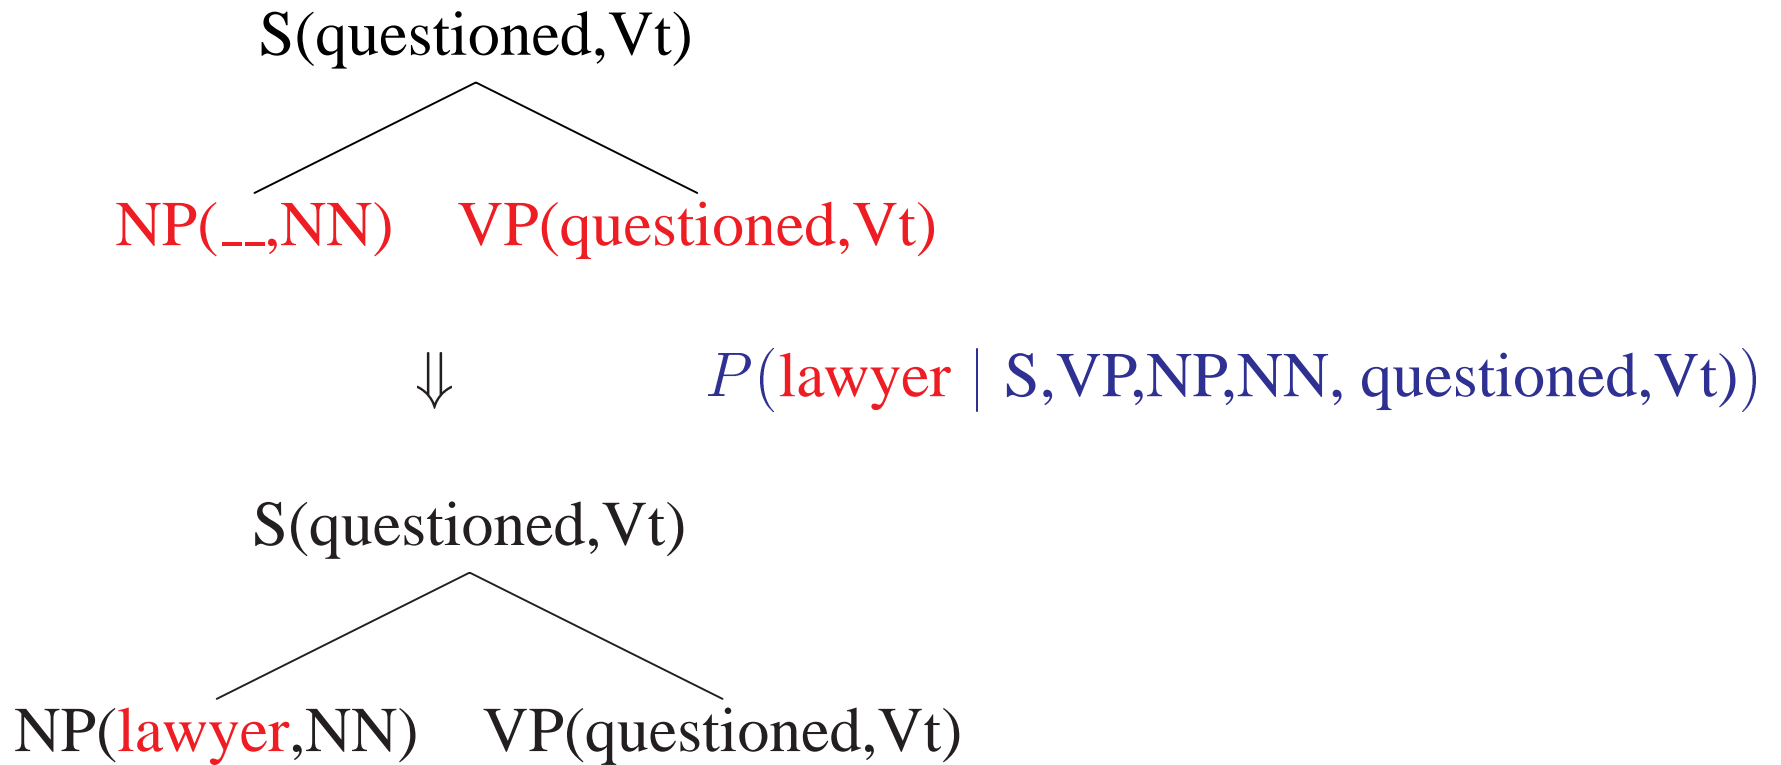 S(questioned,Vt)
NP(__,NN) VP(questioned,Vt)
⇓ P(lawyer | S,VP,NP,NN, questioned,Vt))
S(questioned,Vt)
NP(lawyer,NN) VP(questioned,Vt)